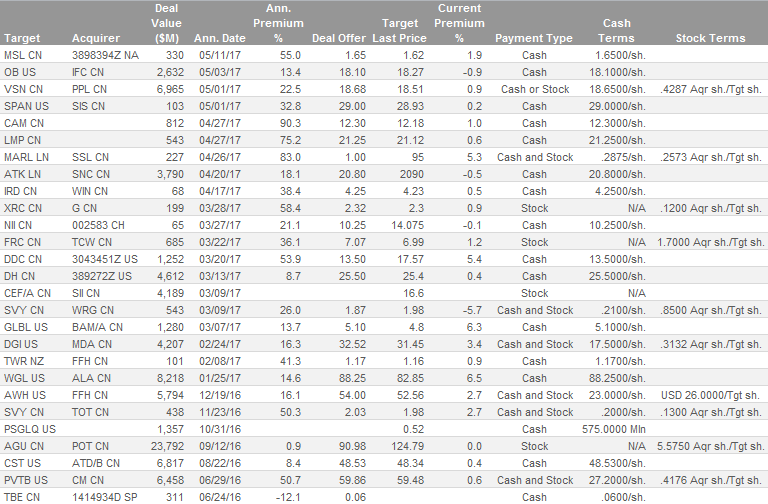 Deal Ann. Target Current
Value Premium Last Price Premium Cash
Target Acquirer ($M) Ann. Date % Deal Offer % Payment Type Terms Stock Terms
MSL CN 3898394Z NA 330 05/11/17 55.0 1.65 1.62 1.9 Cash 1.6500/sh.
OB US IFC CN 2,632 05/03/17 13.4 18.10 18.27 -0.9 Cash 18.1000/sh.
VSN CN PPL CN 6,965 05/01/17 22.5 18.68 18.51 0.9 Cash or Stock 18.6500/sh. .4287 Aqr sh./Tgt sh.
SPAN US SIS CN 103 05/01/17 32.8 29.00 28.93 0.2 Cash 29.0000/sh.
CAM CN 812 04/27/17 90.3 12.30 12.18 1.0 Cash 12.3000/sh.
LMP CN 543 04/27/17 75.2 21.25 21.12 0.6 Cash 21.2500/sh.
MARL LN SSL CN 227 04/26/17 83.0 1.00 95 5.3 Cash and Stock .2875/sh. .2573 Aqr sh./Tgt sh.
ATK LN SNC CN 3,790 04/20/17 18.1 20.80 2090 -0.5 Cash 20.8000/sh.
IRD CN WIN CN 68 04/17/17 38.4 4.25 4.23 0.5 Cash 4.2500/sh.
XRC CN G CN 199 03/28/17 58.4 2.32 2.3 0.9 Stock N/A .1200 Aqr sh./Tgt sh.
NII CN 002583 CH 65 03/27/17 21.1 10.25 14.075 -0.1 Cash 10.2500/sh.
FRC CN TCW CN 685 03/22/17 36.1 7.07 6.99 1.2 Stock N/A 1.7000 Aqr sh./Tgt sh.
DDC CN 3043451Z US 1,252 03/20/17 53.9 13.50 17.57 5.4 Cash 13.5000/sh.
DH CN 389272Z US 4,612 03/13/17 8.7 25.50 25.4 0.4 Cash 25.5000/sh.
CEF/A CN SII CN 4,189 03/09/17 16.6 Stock N/A
SVY CN WRG CN 543 03/09/17 26.0 1.87 1.98 -5.7 Cash and Stock .2100/sh. .8500 Aqr sh./Tgt sh.
GLBL US BAM/A CN 1,280 03/07/17 13.7 5.10 4.8 6.3 Cash 5.1000/sh.
DGI US MDA CN 4,207 02/24/17 16.3 32.52 31.45 3.4 Cash and Stock 17.5000/sh. .3132 Aqr sh./Tgt sh.
TWR NZ FFH CN 101 02/08/17 41.3 1.17 1.16 0.9 Cash 1.1700/sh.
WGL US ALA CN 8,218 01/25/17 14.6 88.25 82.85 6.5 Cash 88.2500/sh.
AWH US FFH CN 5,794 12/19/16 16.1 54.00 52.56 2.7 Cash and Stock 23.0000/sh. USD 26.0000/Tgt sh.
SVY CN TOT CN 438 11/23/16 50.3 2.03 1.98 2.7 Cash and Stock .2000/sh. .1300 Aqr sh./Tgt sh.
PSGLQ US 1,357 10/31/16 0.52 Cash 575.0000 Mln
AGU CN POT CN 23,792 09/12/16 0.9 90.98 124.79 0.0 Stock N/A 5.5750 Aqr sh./Tgt sh.
CST US ATD/B CN 6,817 08/22/16 8.4 48.53 48.34 0.4 Cash 48.5300/sh.
PVTB US CM CN 6,458 06/29/16 50.7 59.86 59.48 0.6 Cash and Stock 27.2000/sh. .4176 Aqr sh./Tgt sh.
TBE CN 1414934D SP 311 06/24/16 -12.1 0.06 Cash .0600/sh.